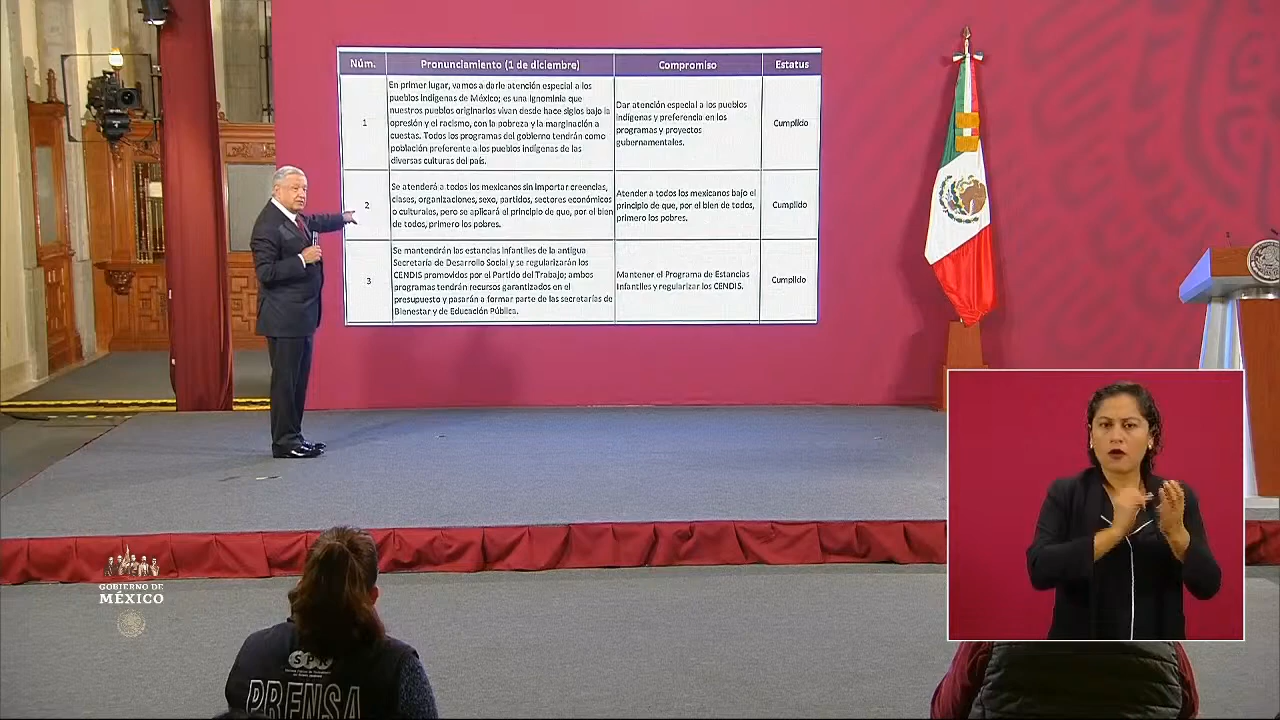 Núm. Pronunciamiento (1 de diciembre) Compromiso Estatus
1
En primer lugar, vamos a darle atención especial a los
pueblos indígenas de México; es una ignominia que
nuestros pueblos originarios vivan desde hace siglos bajo la
opresión y el racismo, con la pobreza y la marginación a
cuestas. Todos los programas del gobierno tendrán como
población preferente a los pueblos indígenas de las
diversas culturas del país.
Dar atención especial a los pueblos
indígenas y preferencia en los
programas y proyectos
gubernamentales.
Cumplido
2
Se atenderá a todos los mexicanos sin importar creencias,
clases, organizaciones, sexo, partidos, sectores económicos
o culturales, pero se aplicará el principio de que, por el bien
de todos, primero los pobres.
Atender a todos los mexicanos bajo el
principio de que, por el bien de todos,
primero los pobres.
Cumplido
3
Se mantendrán las estancias infantiles de la antigua
Secretaría de Desarrollo Social y se regularizarán los
CENDIS promovidos por el Partido del Trabajo; ambos
programas tendrán recursos garantizados en el
presupuesto y pasarán a formar parte de las secretarías de
Bienestar y de Educación Pública.
Mantener el Programa de Estancias
Infantiles y regularizar los CENDIS.
Cumplido
GOBIERNO DE
MÉXICO
SPR
PRENSA